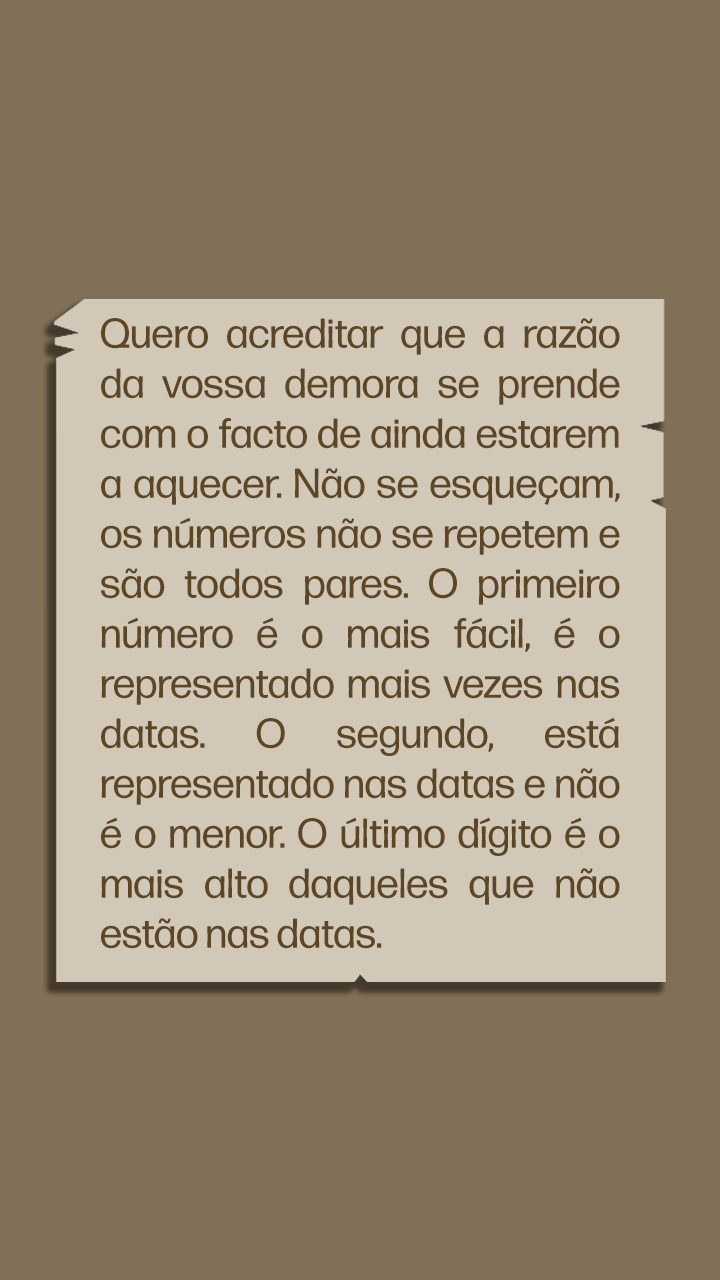 Quero acreditar que a razão
da vossa demora se prende
com o facto de ainda estarem
a aquecer. Não se esqueçam,
os números não se repetem e
são todos pares. O primeiro
número é o mais fácil, é o
representado mais vezes nas
datas. O segundo, está
representado nas datas e não
é o menor. O último dígito é o
mais alto daqueles que não
estão nas datas.